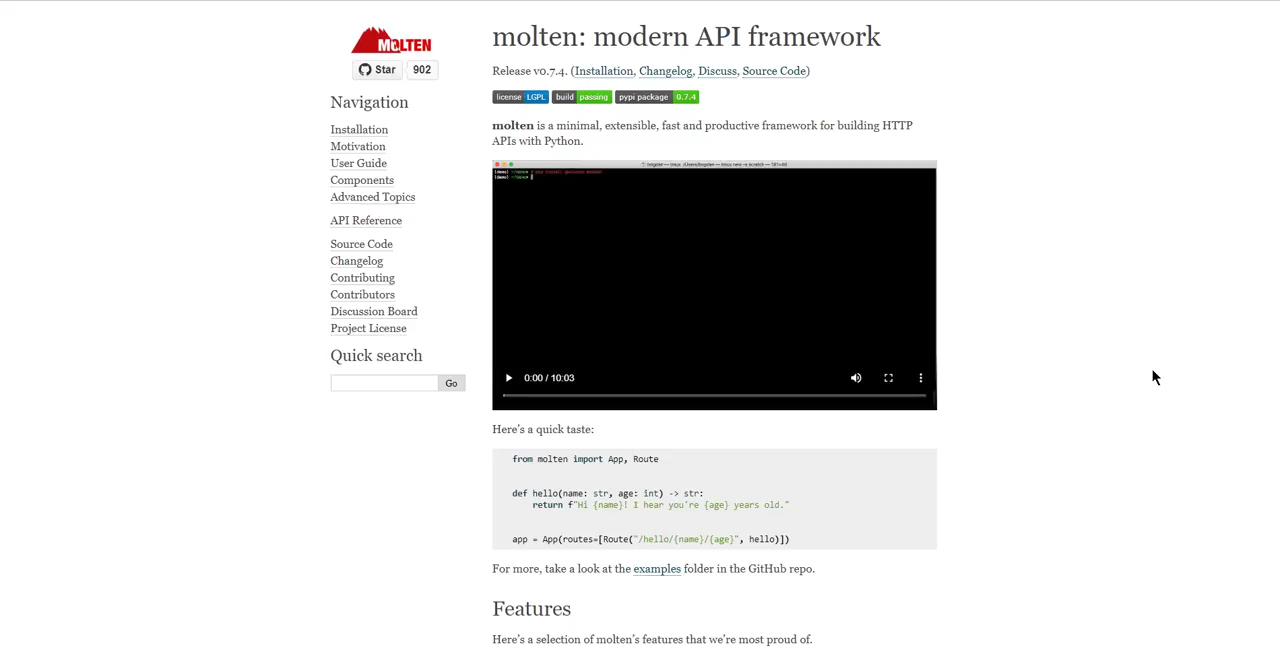 MOLTEN
Star 902
Navigation
Installation
Motivation
User Guide
Components
Advanced Topics
API Reference
Source Code
Changelog
Contributing
Contributors
Discussion Board
Project License
Quick search
Go
molten: modern API framework
Release v0.7.4. (Installation, Changelog, Discuss, Source Code)
license LGPL build passing pypi package 0.7.4
molten is a minimal, extensible, fast and productive framework for building HTTP
APIs with Python.
0:00 / 10:03
Here's a quick taste:
from molten import App, Route
def hello(name: str, age: int) -> str:
return f"Hi {name}! I hear you're {age} years old."
app = App(routes=[Route("/hello/{name}/{age}", hello)])
For more, take a look at the examples folder in the GitHub repo.
Features
Here's a selection of molten's features that we're most proud of.